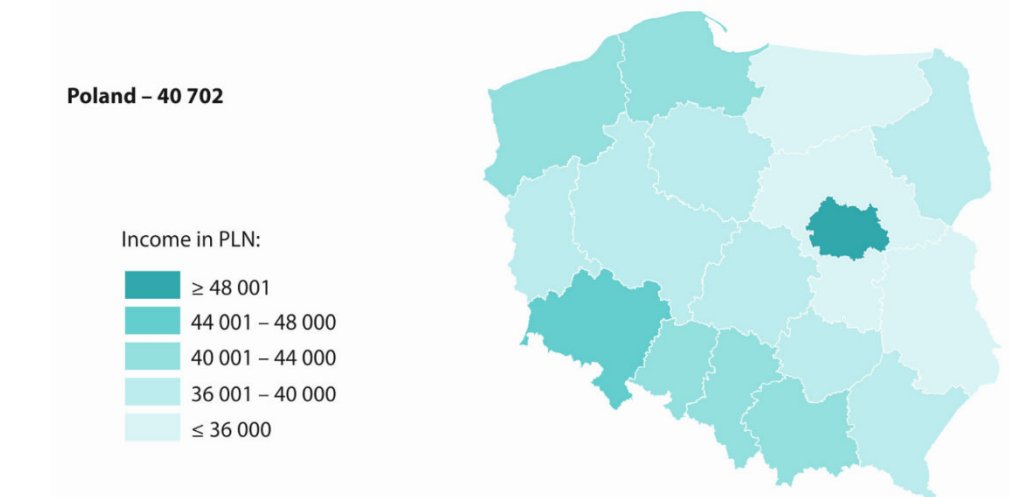 Poland – 40 702
Income in PLN:
≥ 48 001
44 001 – 48 000
40 001 – 44 000
36 001 – 40 000
≤ 36 000